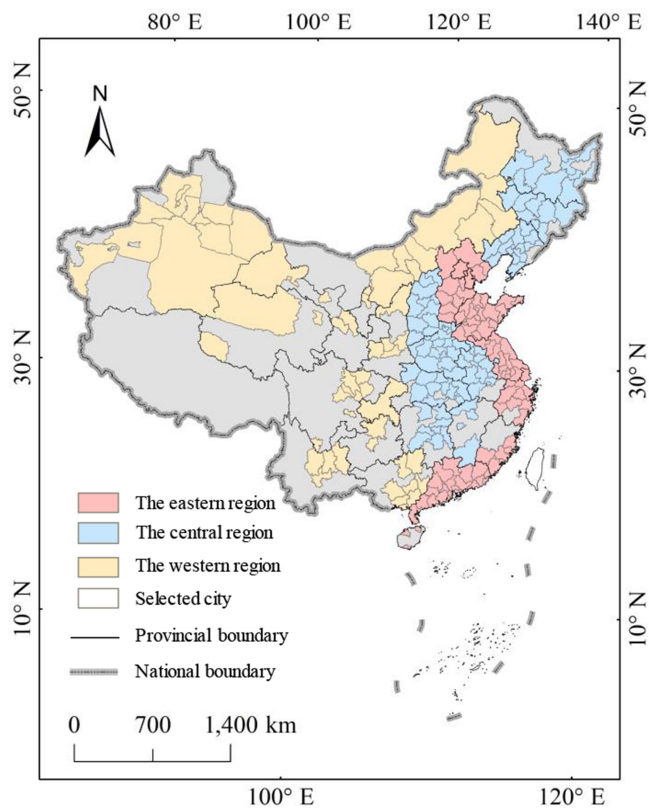 80° E 100° E 120° E 140° E
50° N
50° N
N
30° N
30° N
The eastern region
The central region
The western region
Selected city
Provincial boundary
National boundary
10° N
10° N
0 700 1,400 km
100° E 120° E